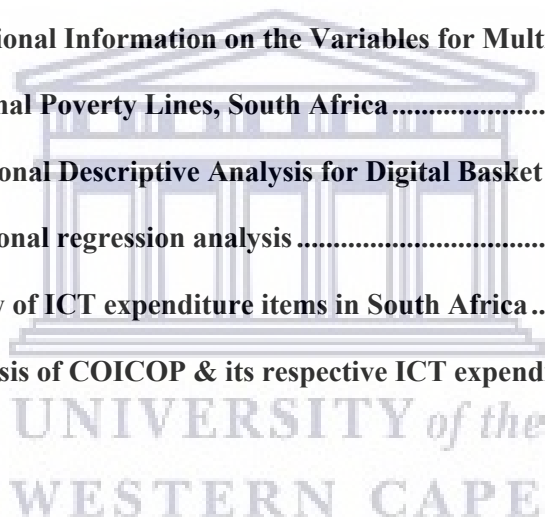 ional Information on the Variables for Mult
nal Poverty Lines, South Africa.....................
onal Descriptive Analysis for Digital Basket
onal regression analysis.................................
y of ICT expenditure items in South Africa..
sis of COICOP & its respective ICT expend
UNIVERSITY of the
WESTERN CAPE